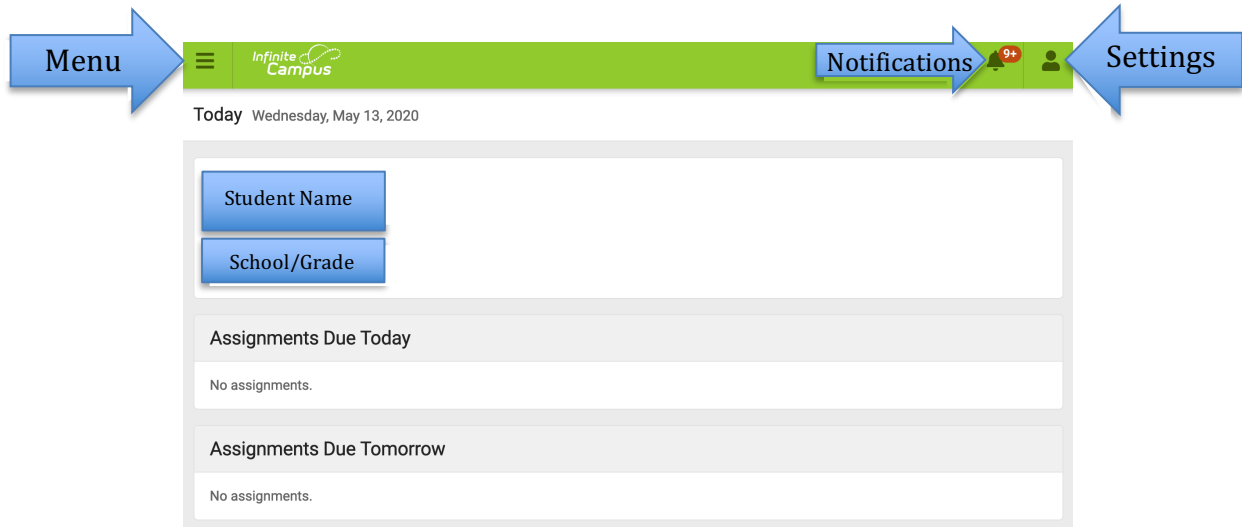 Menu
Infinite
Campus
Notifications
9+
Settings
Today Wednesday, May 13, 2020
Student Name
School/Grade
Assignments Due Today
No assignments.
Assignments Due Tomorrow
No assignments.